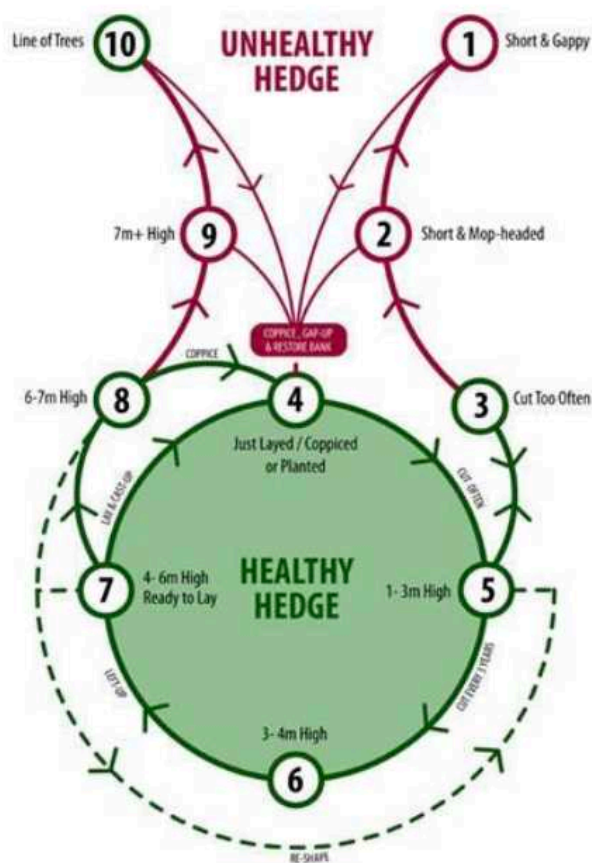 Line of Trees
10
UNHEALTHY
HEDGE
1
Short & Gappy
7m+ High
9
2
Short & Mop-headed
COPPICE, GAP-UP
& RESTORE BANK
COPPICE
6-7m High
8
4
3
Cut Too Often
Just Layed / Coppiced
or Planted
LAY & CAST-UP
CUT OFTEN
HEALTHY
HEDGE
7
4- 6m High
Ready to Lay
1- 3m High
5
LET UP
CUT EVERY 3 YEARS
3- 4m High
6
RE-SHAPE